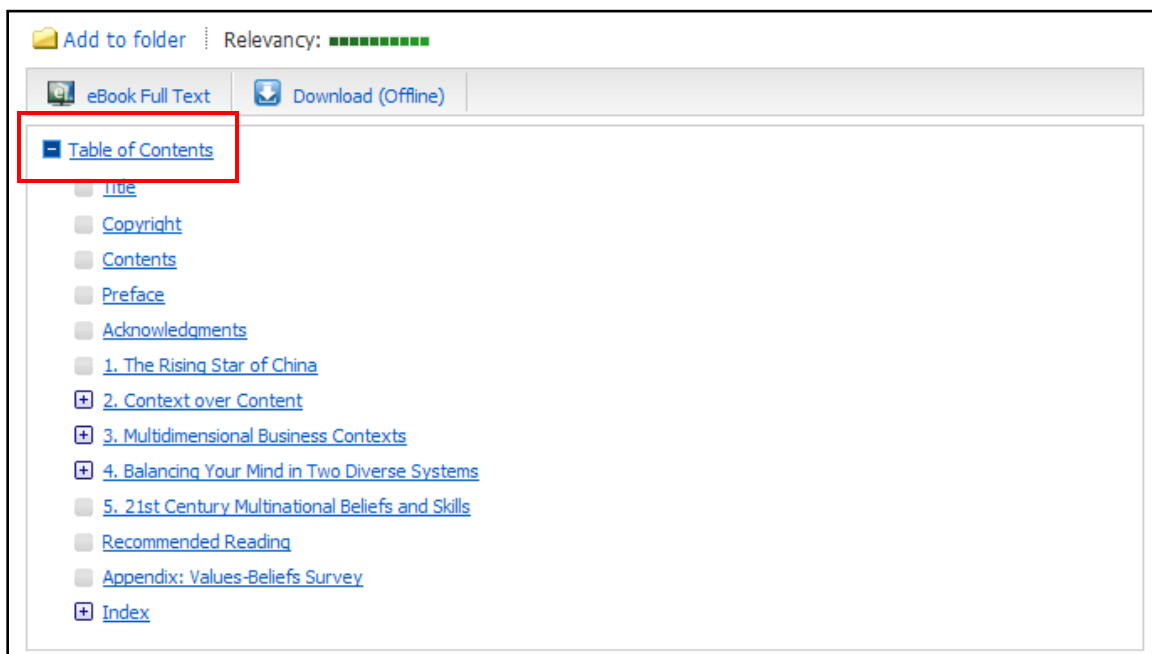 Add to folder Relevancy:
eBook Full Text Download (Offline)
Table of Contents
Title
Copyright
Contents
Preface
Acknowledgments
1. The Rising Star of China
2. Context over Content
3. Multidimensional Business Contexts
4. Balancing Your Mind in Two Diverse Systems
5. 21st Century Multinational Beliefs and Skills
Recommended Reading
Appendix: Values-Beliefs Survey
Index